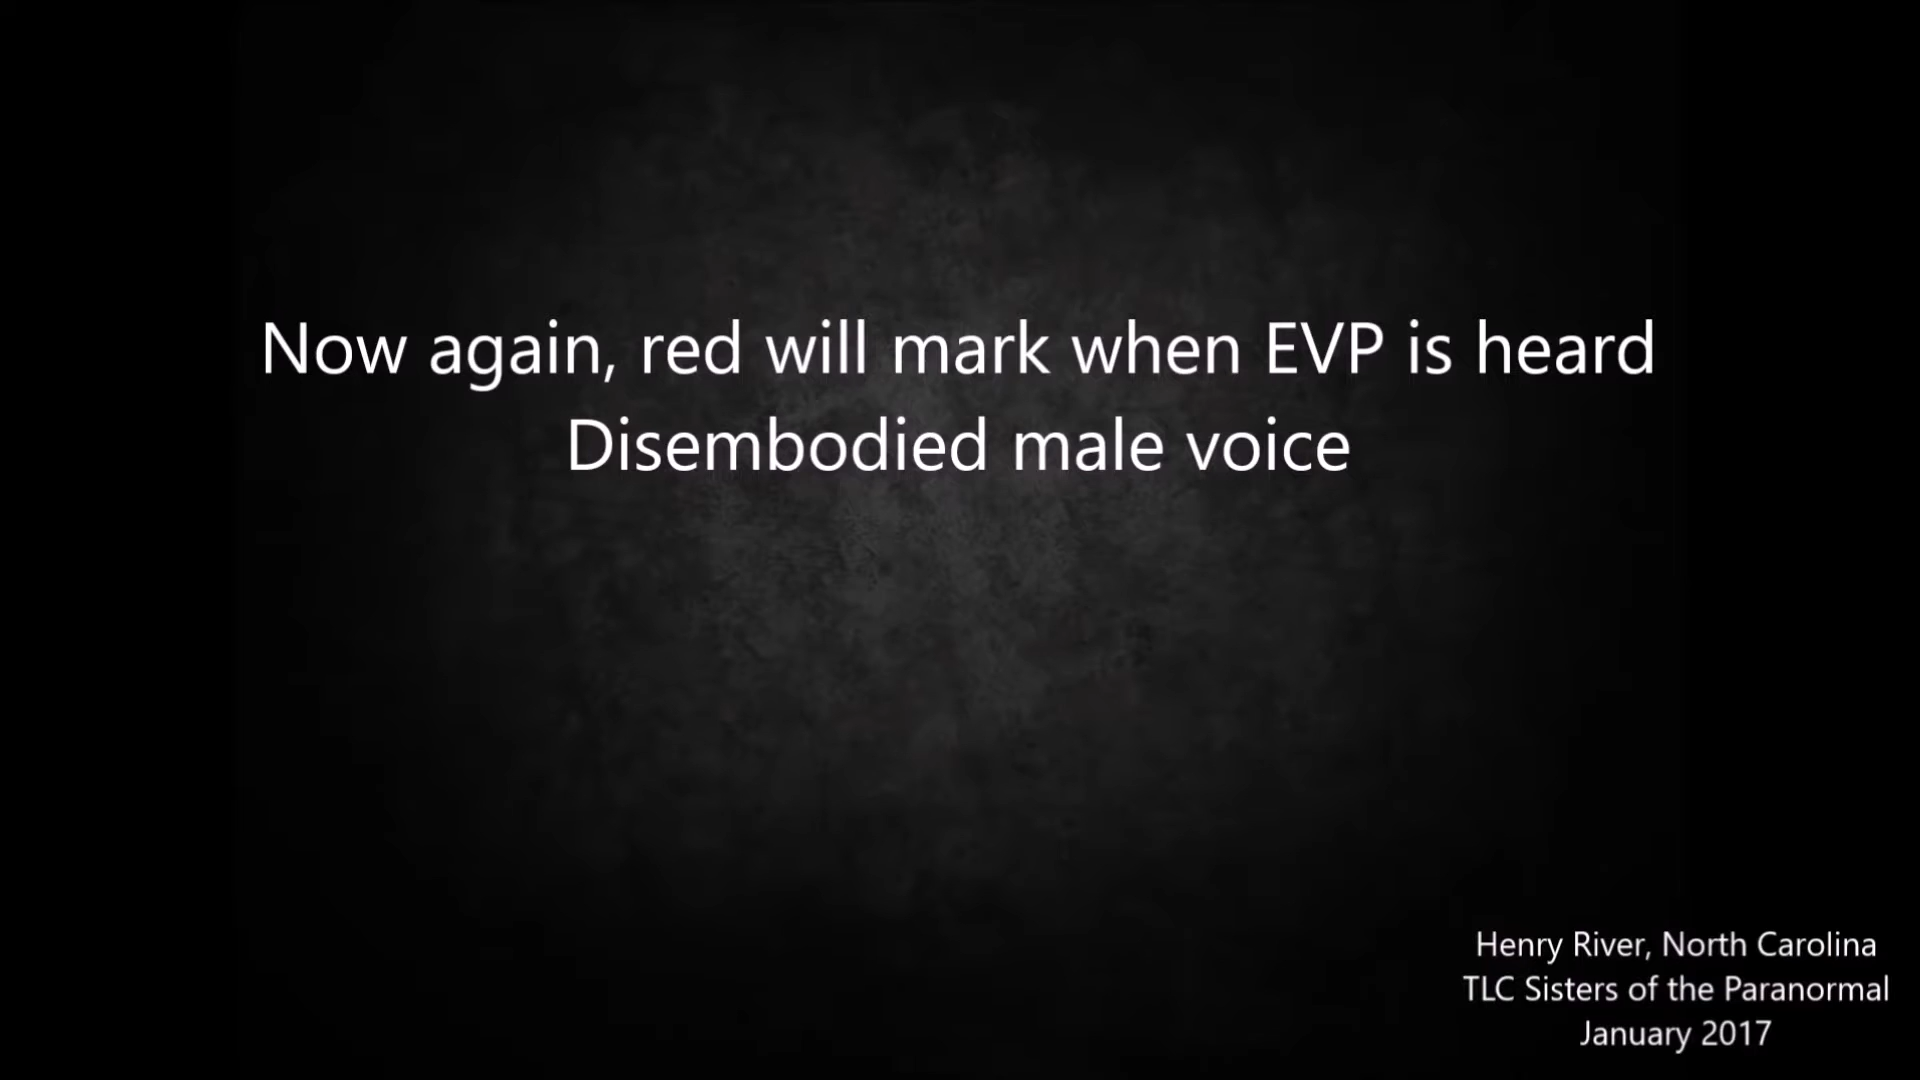 Now again, red will mark when EVP is heard
Disembodied male voice
Henry River, North Carolina
TLC Sisters of the Paranormal
January 2017